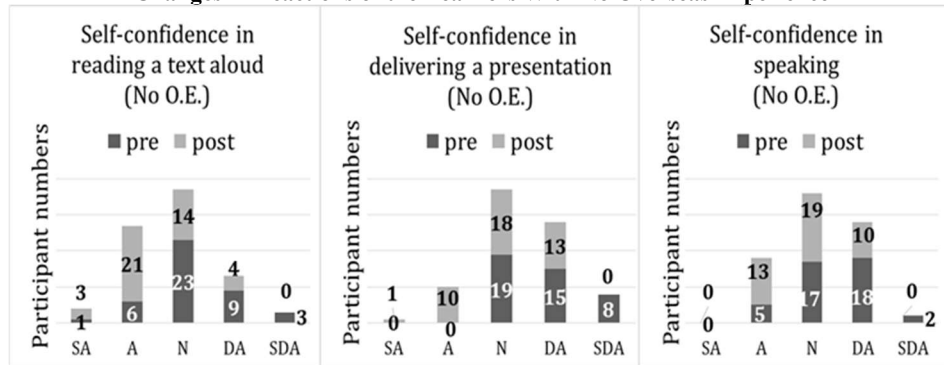 Self-confidence in
reading a text aloud
(No O.E.)
pre post
Participant numbers
3
1
21
6
14
23
4
9
0
3
SA A N DA SDA
Self-confidence in
delivering a presentation
(No O.E.)
pre post
Participant numbers
1
0
10
0
18
19
13
15
0
8
SA A N DA SDA
Self-confidence in
speaking
(No O.E.)
pre post
Participant numbers
0
0
13
5
19
17
10
18
0
2
SA A N DA SDA